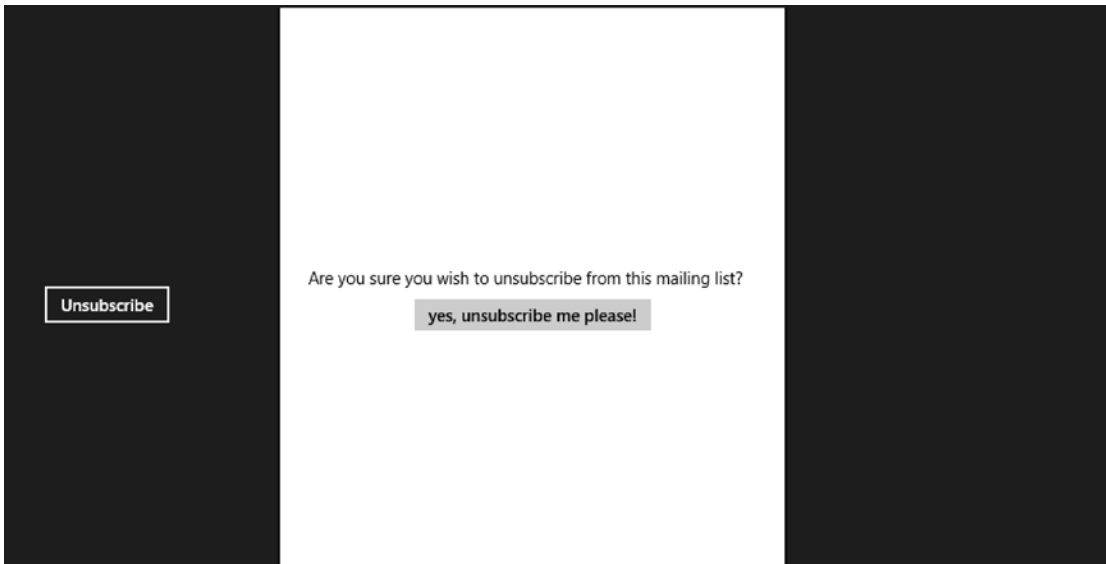 Unsubscribe
Are you sure you wish to unsubscribe from this mailing list?
yes, unsubscribe me please!